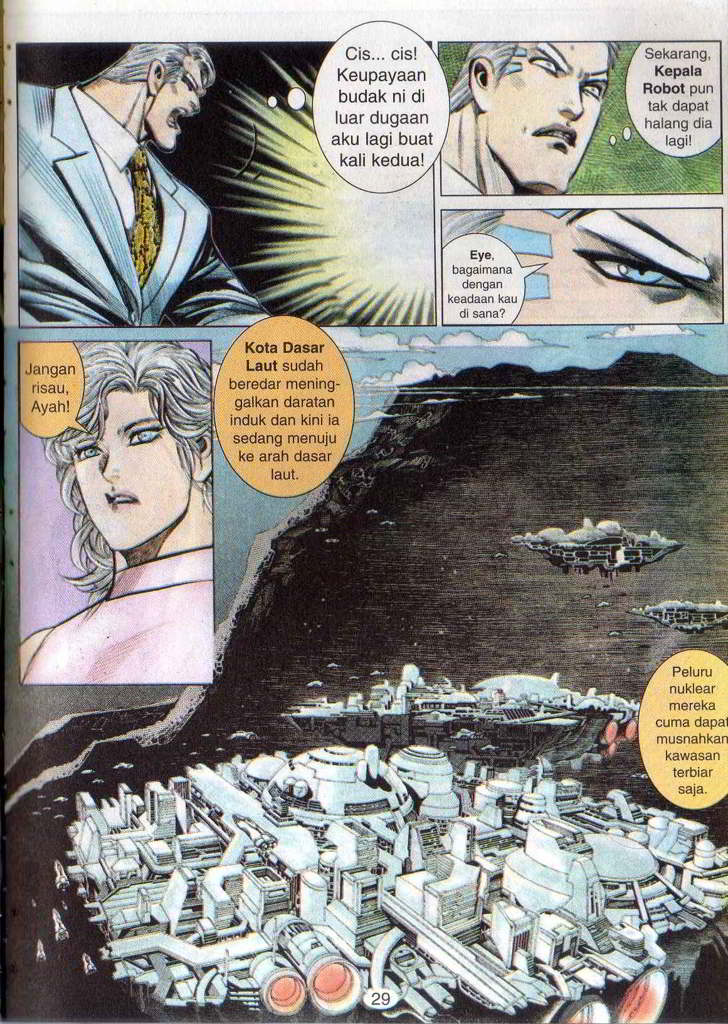 Cis... cis!
Keupayaan
budak ni di
luar dugaan
aku lagi buat
kali kedua!
Sekarang,
Kepala
Robot pun
tak dapat
halang dia
lagi!
Eye,
bagaimana
dengan
keadaan kau
di sana?
Jangan
risau,
Ayah!
Kota Dasar
Laut sudah
beredar mening-
galkan daratan
induk dan kini ia
sedang menuju
ke arah dasar
laut.
Peluru
nuklear
mereka
cuma dapat
musnahkan
kawasan
terbiar
saja.
29